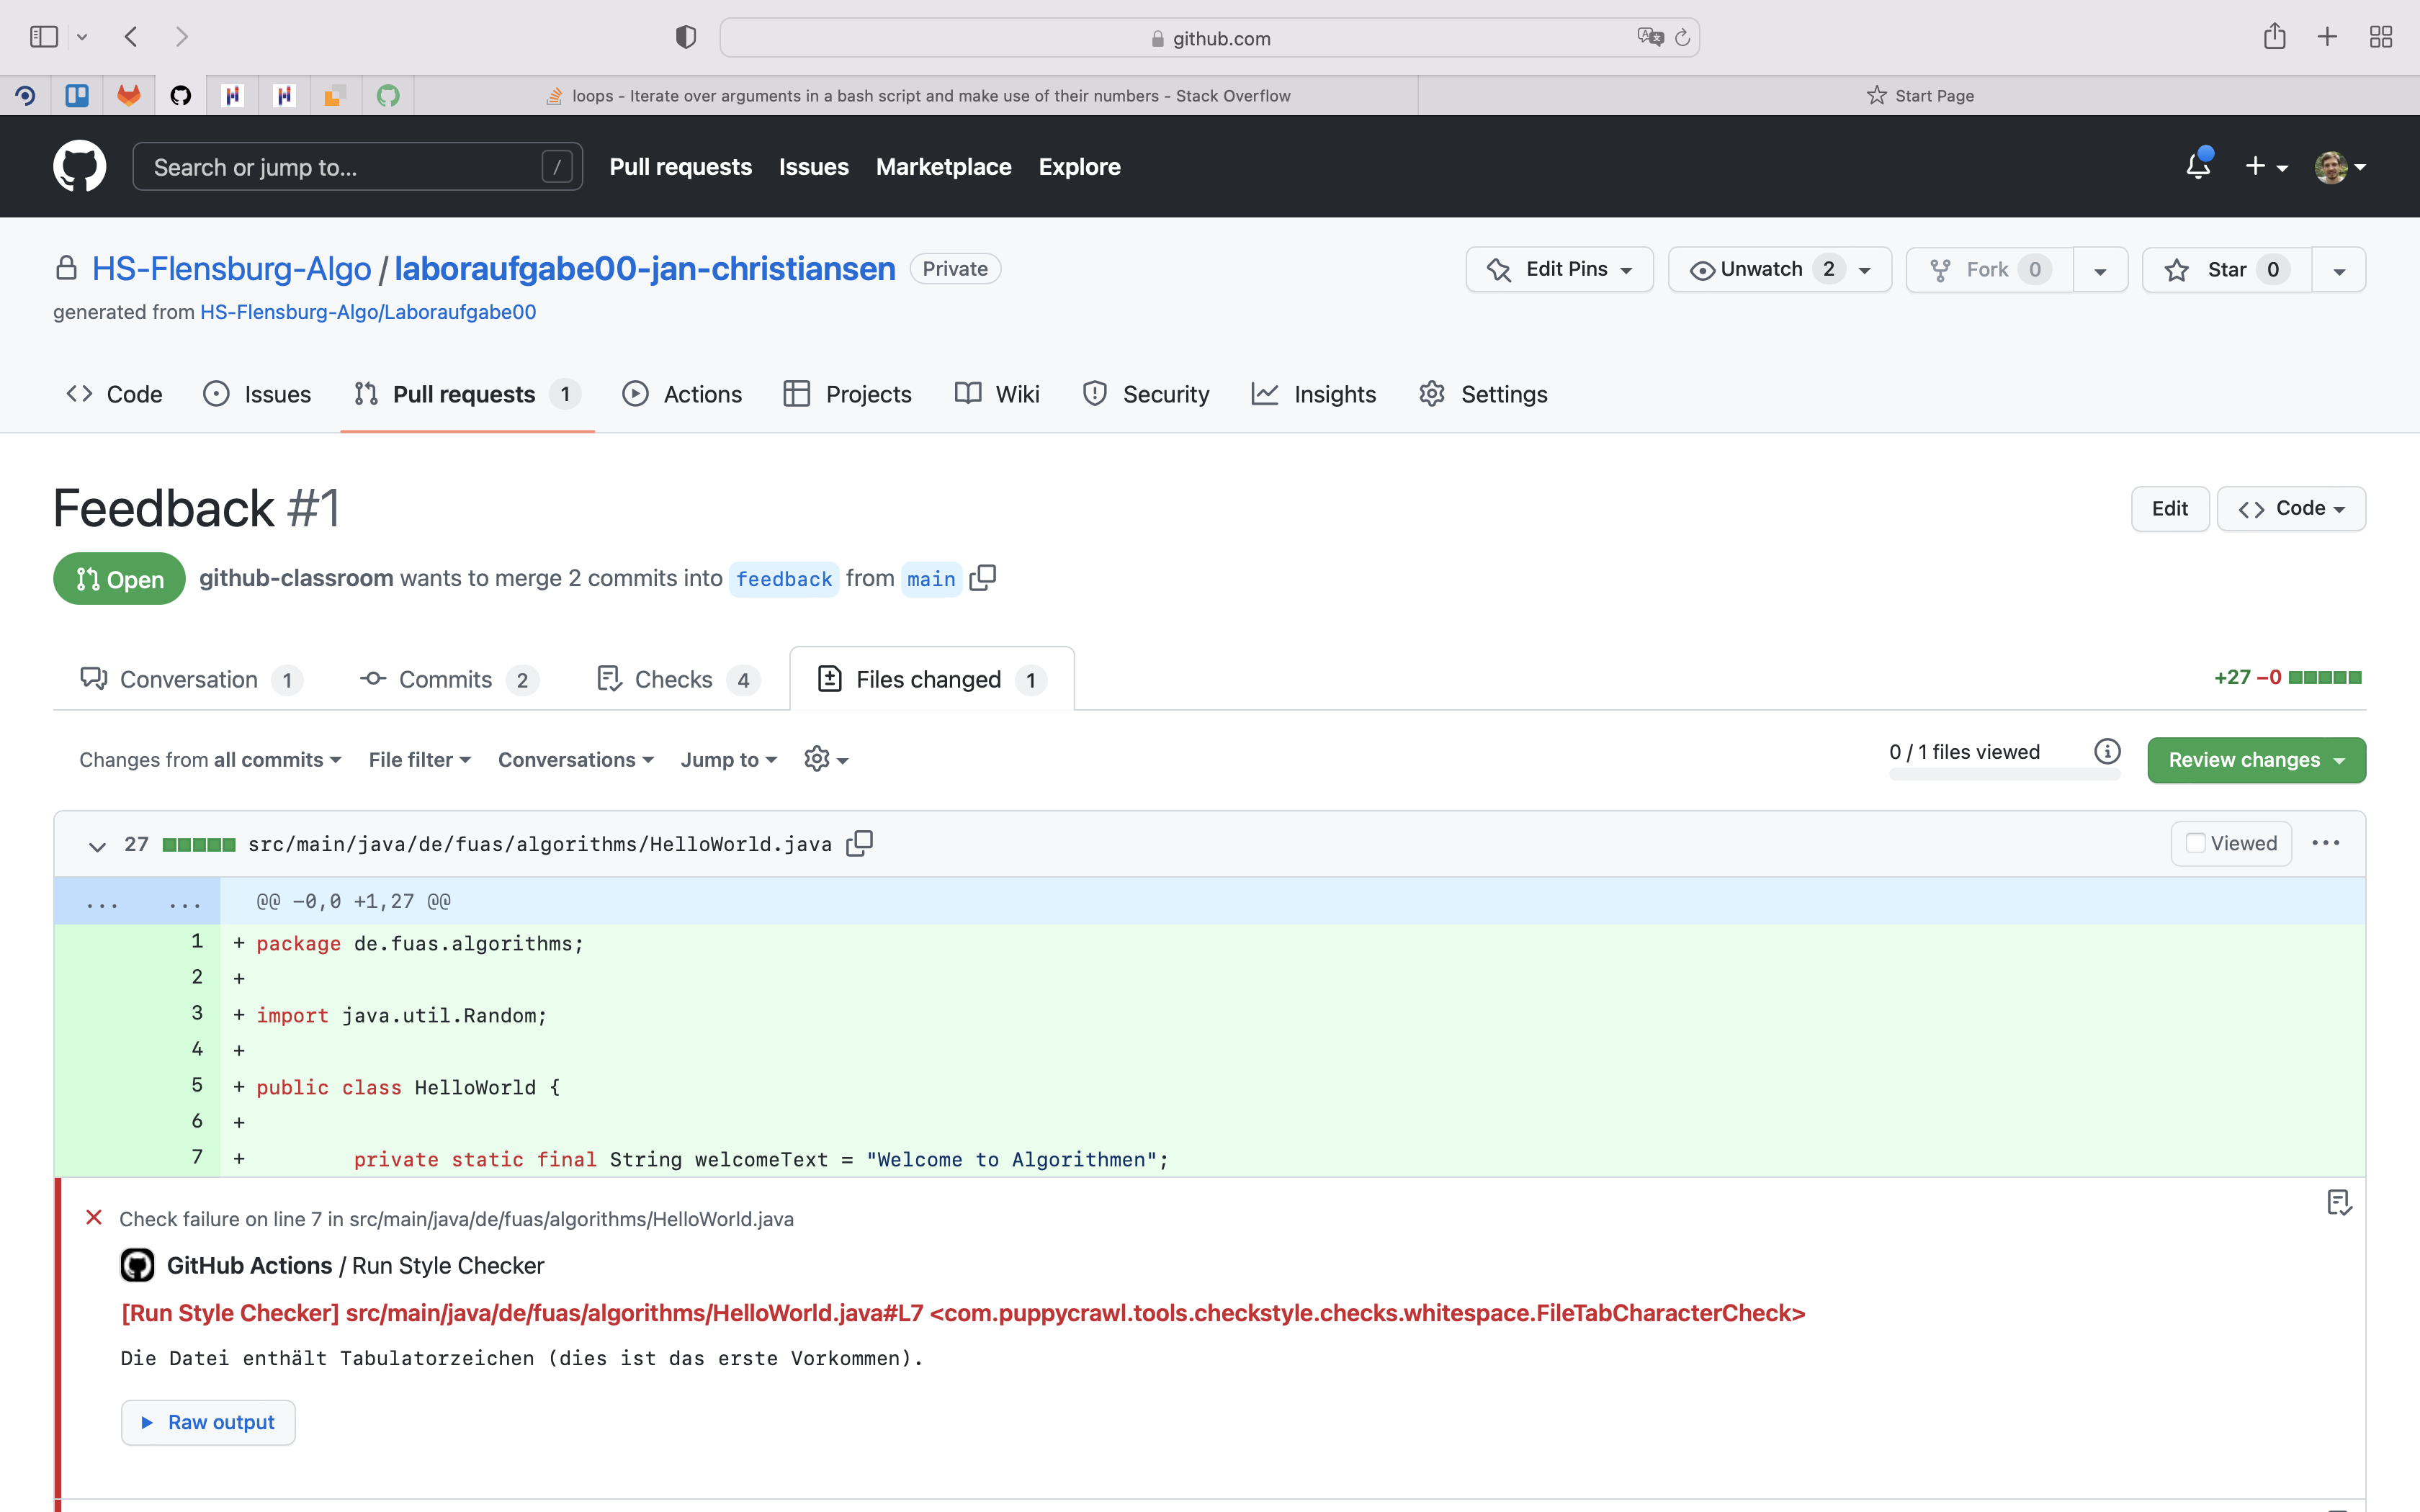 github.com
loops - Iterate over arguments in a bash script and make use of their numbers - Stack Overflow
Start Page
Search or jump to...
/
Pull requests
Issues
Marketplace
Explore
HS-Flensburg-Algo / laboraufgabe00-jan-christiansen
Private
Edit Pins
Unwatch 2
Fork 0
Star 0
generated from HS-Flensburg-Algo/Laboraufgabe00
Code
Issues
Pull requests 1
Actions
Projects
Wiki
Security
Insights
Settings
Feedback #1
Edit
Code
Open
github-classroom wants to merge 2 commits into feedback from main
Conversation 1
Commits 2
Checks 4
Files changed 1
+27 −0
Changes from all commits
File filter
Conversations
Jump to
0 / 1 files viewed
Review changes
27 src/main/java/de/fuas/algorithms/HelloWorld.java
Viewed
... ... @@ -0,0 +1,27 @@
1 + package de.fuas.algorithms;
2 +
3 + import java.util.Random;
4 +
5 + public class HelloWorld {
6 +
7 + private static final String welcomeText = "Welcome to Algorithmen";
Check failure on line 7 in src/main/java/de/fuas/algorithms/HelloWorld.java
GitHub Actions / Run Style Checker
[Run Style Checker] src/main/java/de/fuas/algorithms/HelloWorld.java#L7 <com.puppycrawl.tools.checkstyle.checks.whitespace.FileTabCharacterCheck>
Die Datei enthält Tabulatorzeichen (dies ist das erste Vorkommen).
Raw output